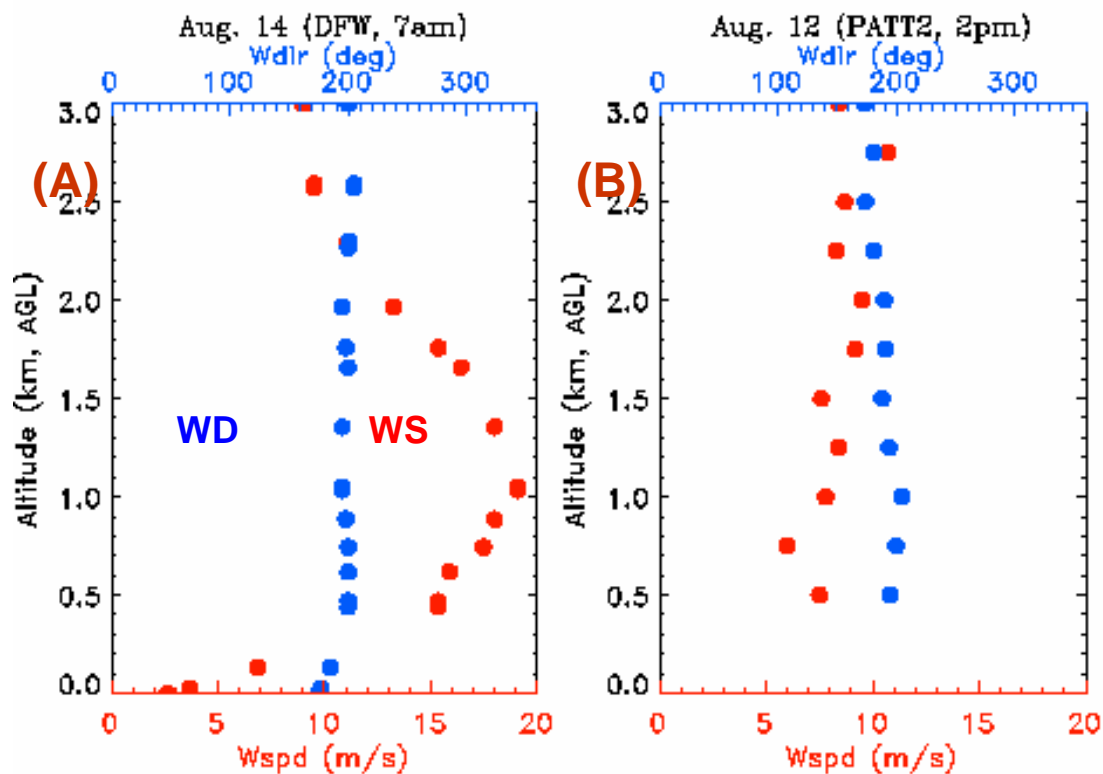 Aug. 14 (DFW, 7am)
Wdir (deg)
0 100 200 300
3.0
2.5
2.0
1.5
1.0
0.5
0.0
Altitude (km, AGL)
(A)
WD WS
0 5 10 15 20
Wspd (m/s)
Aug. 12 (PATT2, 2pm)
Wdir (deg)
0 100 200 300
3.0
2.5
2.0
1.5
1.0
0.5
0.0
Altitude (km, AGL)
(B)
0 5 10 15 20
Wspd (m/s)